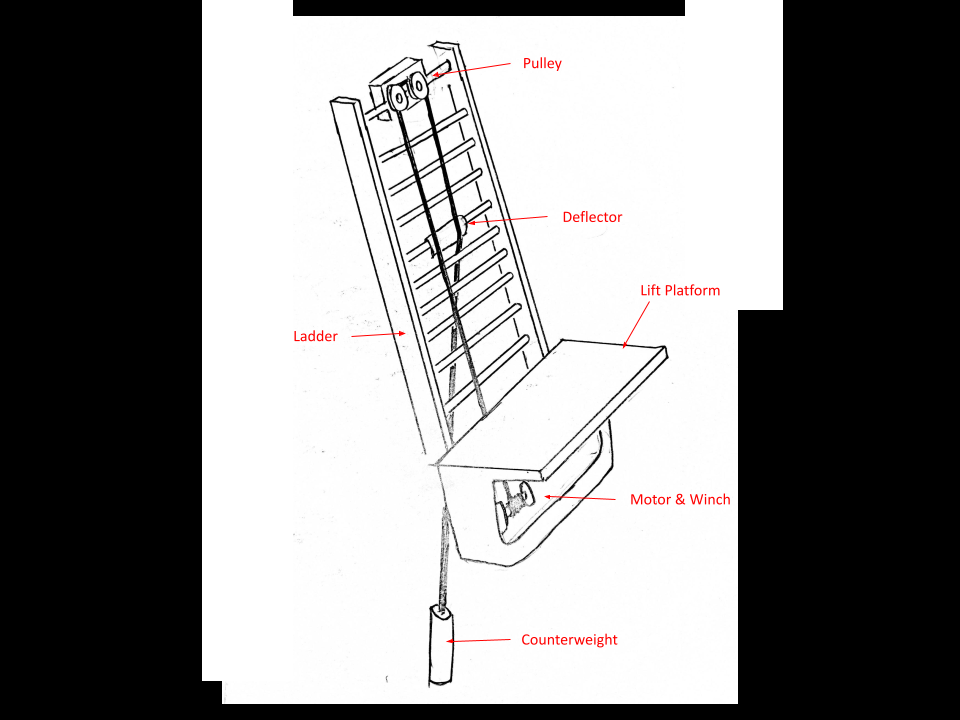 Pulley
Deflector
Lift Platform
Ladder
Motor & Winch
Counterweight